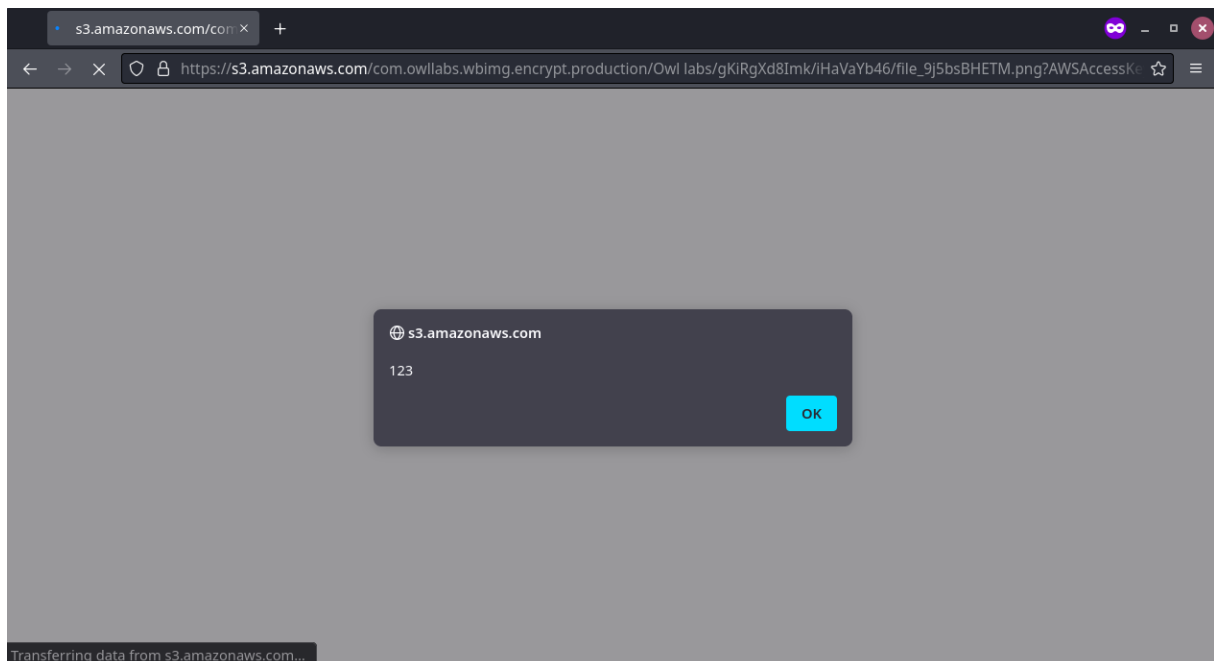 s3.amazonaws.com/com
https://s3.amazonaws.com/com.owllabs.wbimg.encrypt.production/Owl labs/gKiRgXd8Imk/iHaVaYb46/file_9j5bsBHETM.png?AWSAccessKe
s3.amazonaws.com
123
OK
Transferring data from s3.amazonaws.com...